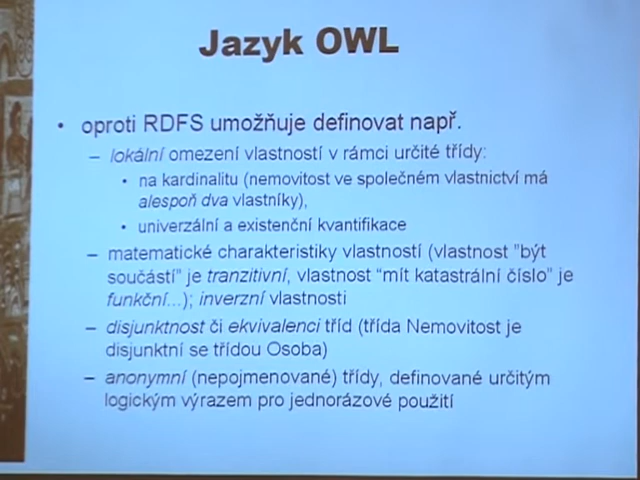 Jazyk OWL
• oproti RDFS umožňuje definovat např.
– lokální omezení vlastností v rámci určité třídy:
• na kardinalitu (nemovitost ve společném vlastnictví má
alespoň dva vlastníky),
• univerzální a existenční kvantifikace
– matematické charakteristiky vlastností (vlastnost "být
součástí" je tranzitivní, vlastnost “mít katastrální číslo” je
funkční...); inverzní vlastnosti
– disjunktnost či ekvivalenci tříd (třída Nemovitost je
disjunktní se třídou Osoba)
– anonymní (nepojmenované) třídy, definované určitým
logickým výrazem pro jednorázové použití